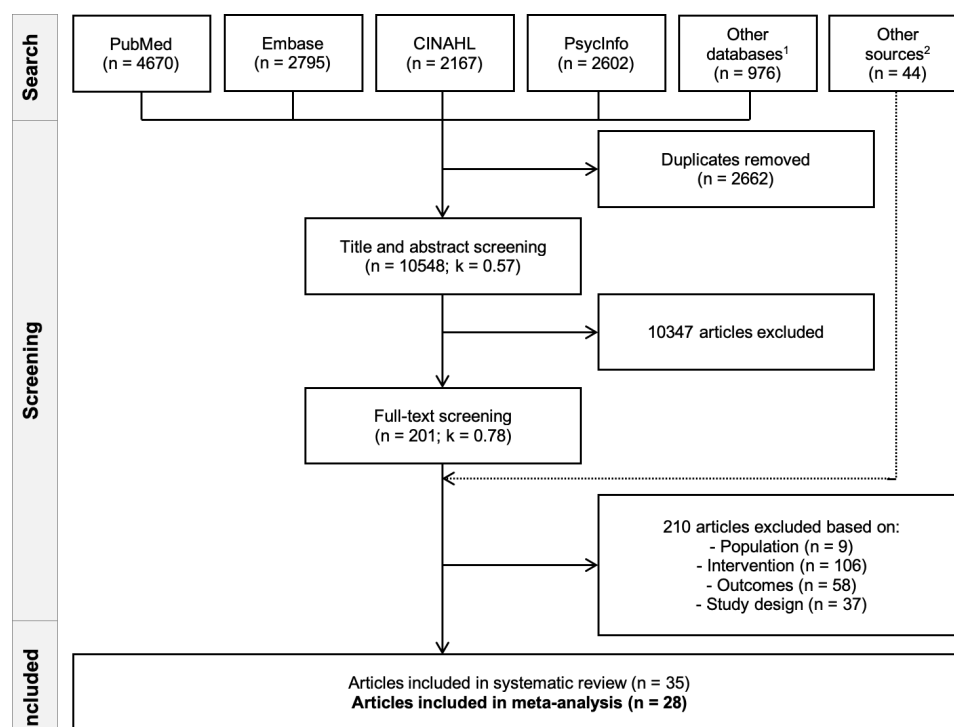 Search
PubMed
(n = 4670)
Embase
(n = 2795)
CINAHL
(n = 2167)
PsycInfo
(n = 2602)
Other
databases¹
(n = 976)
Other
sources²
(n = 44)
Screening
Duplicates removed
(n = 2662)
Title and abstract screening
(n = 10548; k = 0.57)
10347 articles excluded
Full-text screening
(n = 201; k = 0.78)
210 articles excluded based on:
- Population (n = 9)
- Intervention (n = 106)
- Outcomes (n = 58)
- Study design (n = 37)
ncluded
Articles included in systematic review (n = 35)
Articles included in meta-analysis (n = 28)